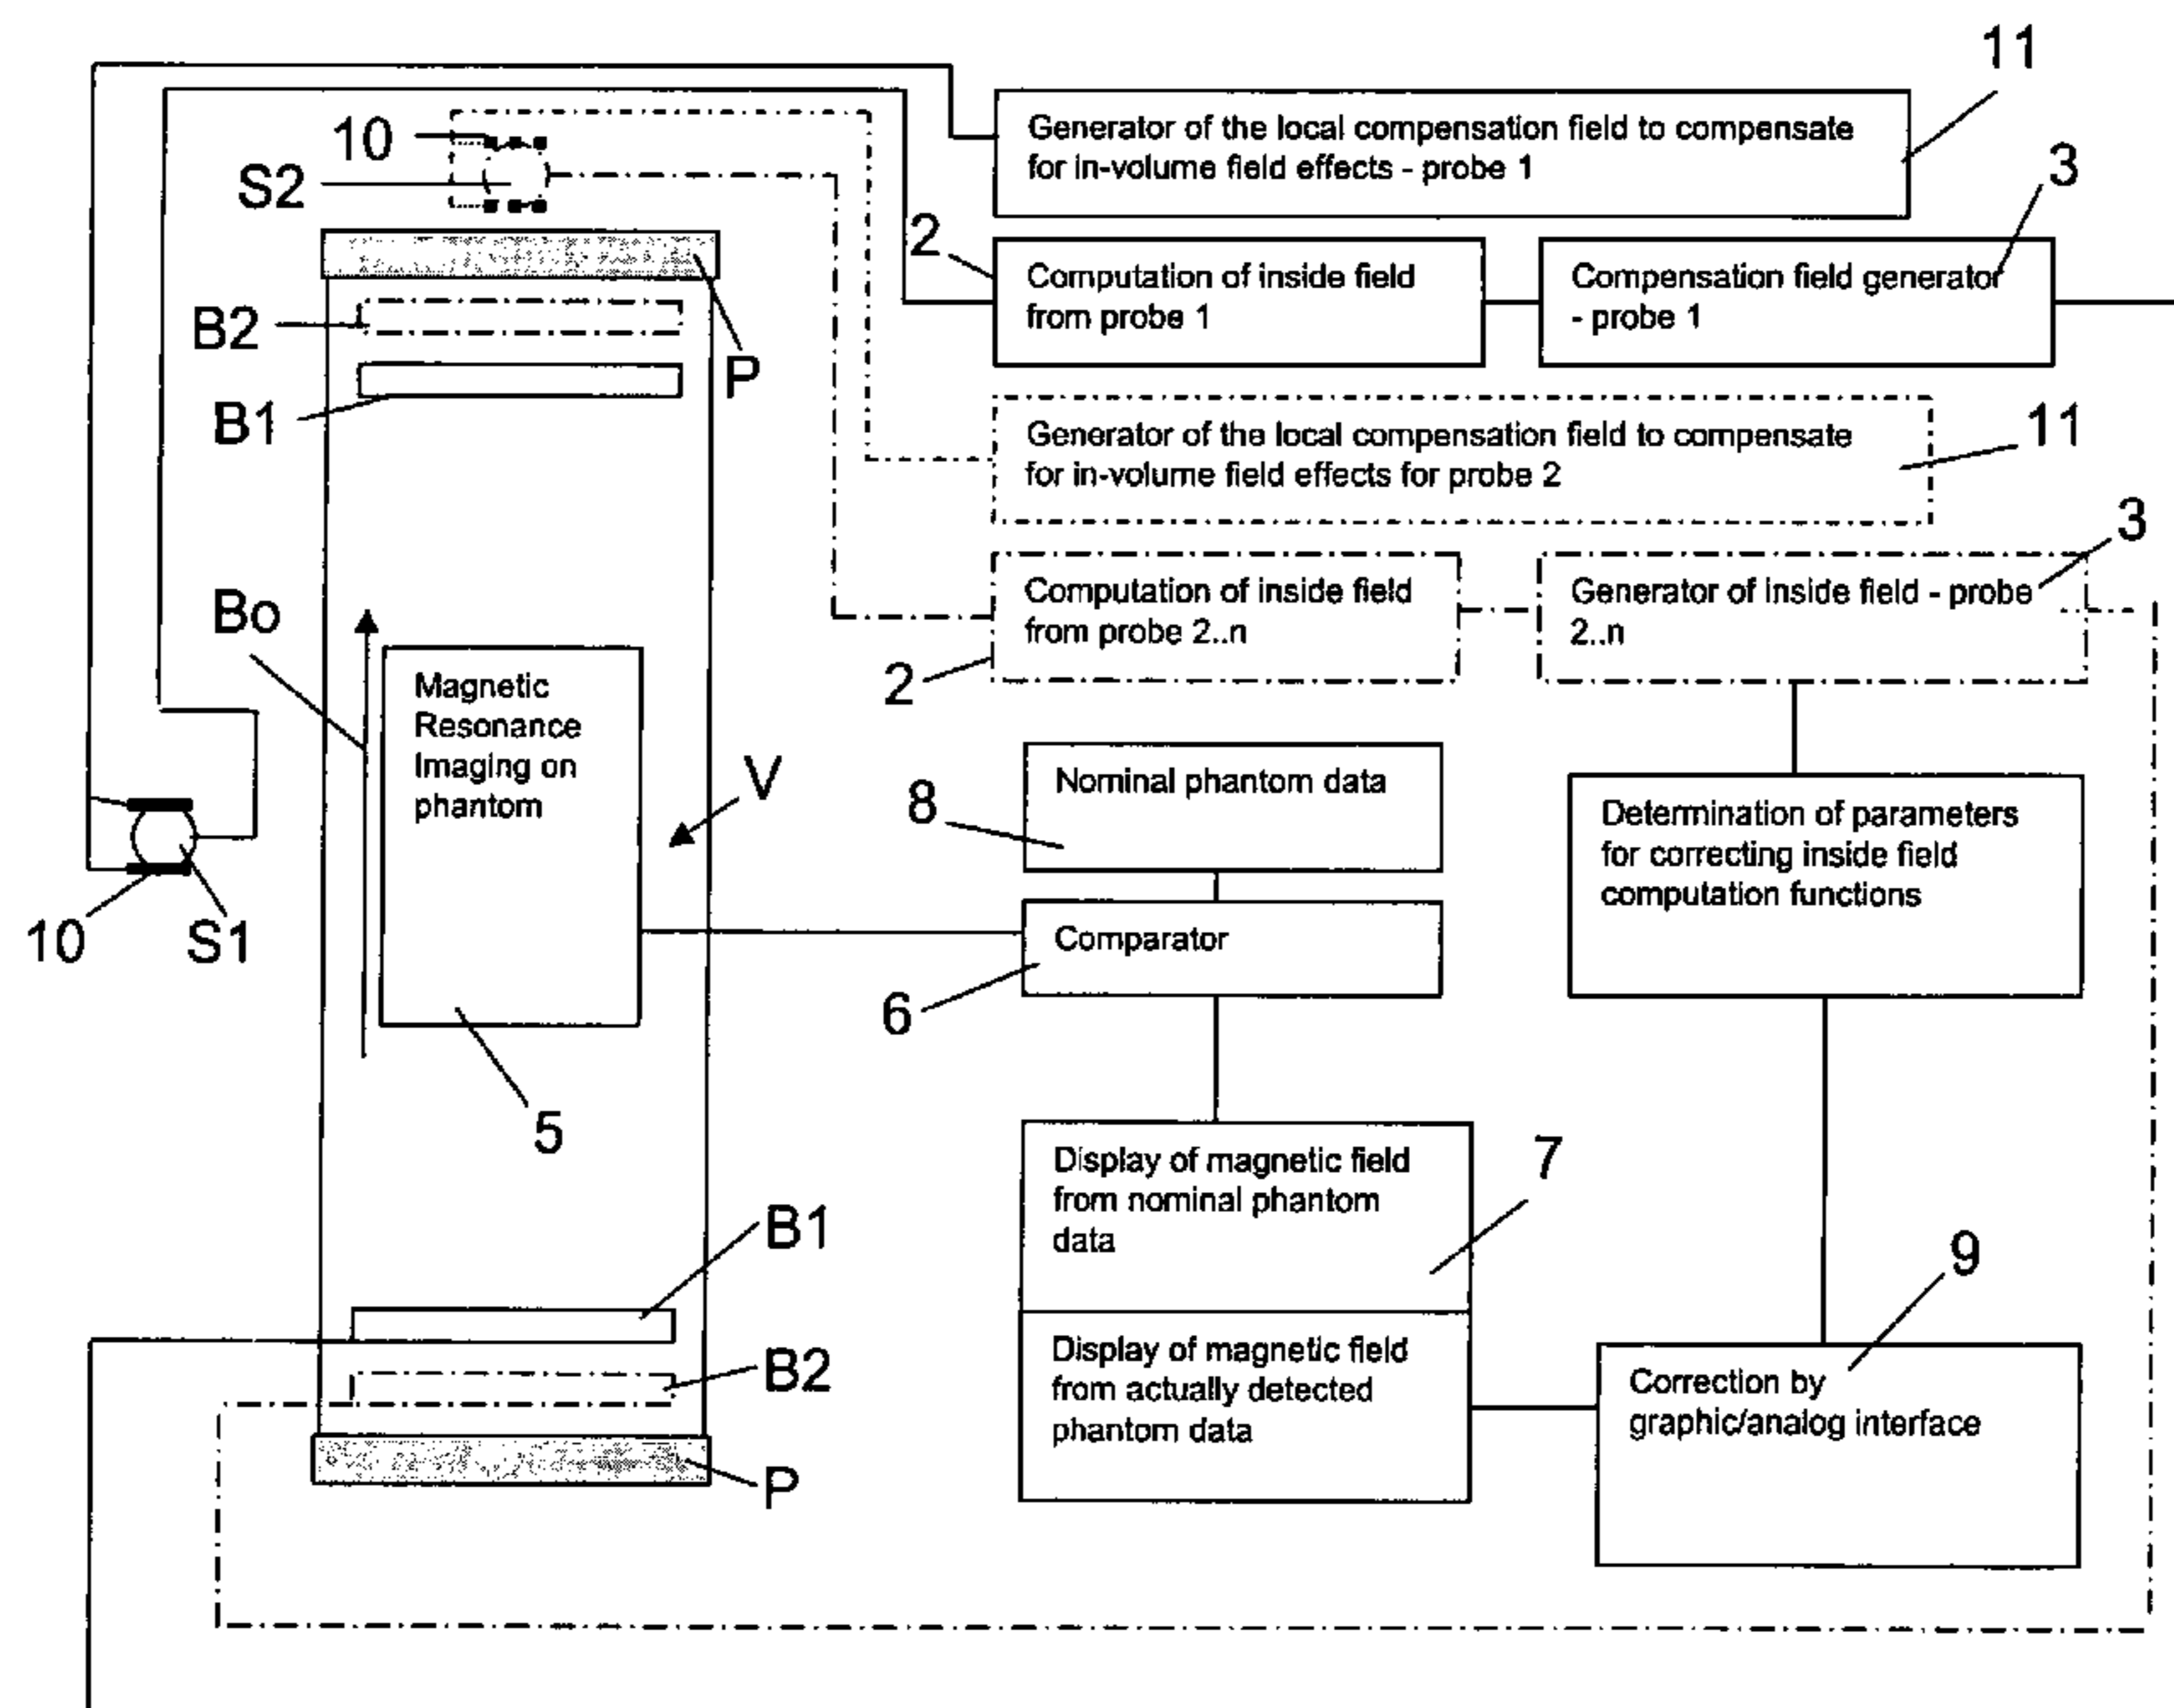 11
10
Generator of the local compensation field to compensate
for in-volume field effects - probe 1
S2
3
2
Computation of inside field
from probe 1
Compensation field generator
- probe 1
B2
P
B1
Generator of the local compensation field to compensate
for in-volume field effects for probe 2
11
3
Bo
Computation of inside field
from probe 2..n
Generator of inside field - probe
2..n
2
Magnetic
Resonance
Imaging on
phantom
V
8
Nominal phantom data
Determination of parameters
for correcting inside field
computation functions
10
S1
Comparator
6
5
Display of magnetic field
from nominal phantom
data
7
B1
9
B2
Display of magnetic field
from actually detected
phantom data
Correction by
graphic/analog interface
P